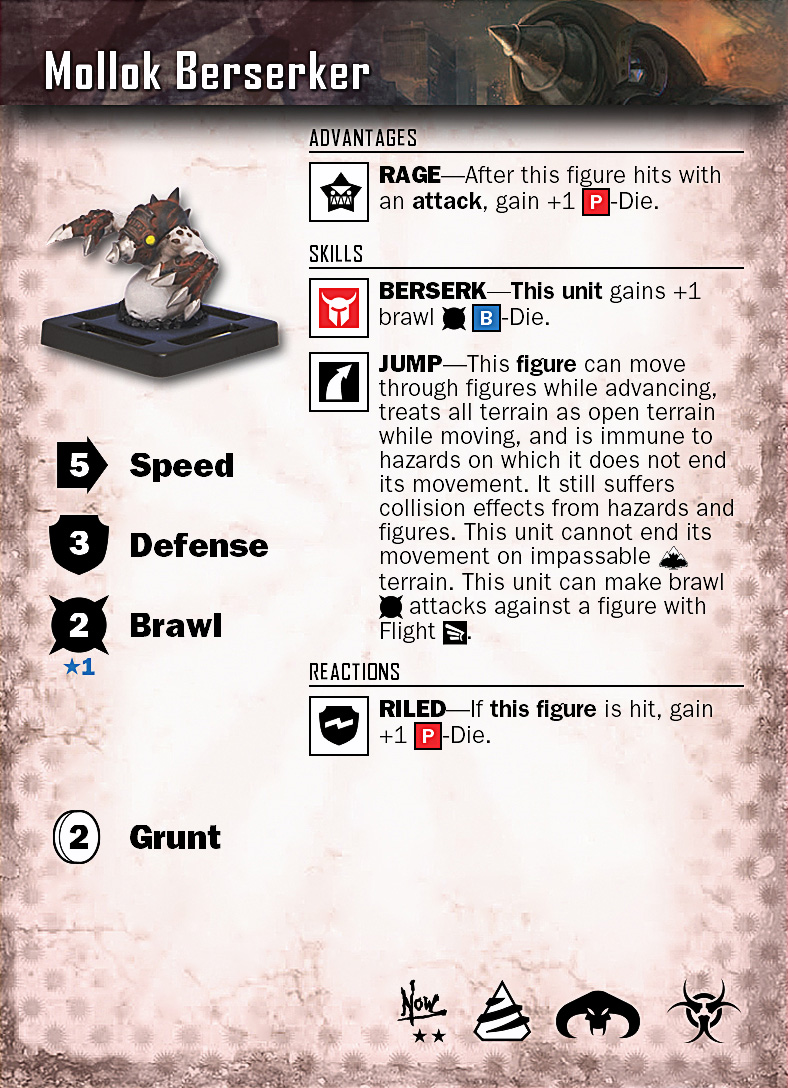 Mollok Berserker
ADVANTAGES
RAGE—After this figure hits with
an attack, gain +1 P-Die.
SKILLS
BERSERK—This unit gains +1
brawl B-Die.
JUMP—This figure can move
through figures while advancing,
treats all terrain as open terrain
while moving, and is immune to
hazards on which it does not end
its movement. It still suffers
collision effects from hazards and
figures. This unit cannot end its
movement on impassable
terrain. This unit can make brawl
attacks against a figure with
Flight .
REACTIONS
RILED—If this figure is hit, gain
+1 P-Die.
5 Speed
3 Defense
2 Brawl
★1
2 Grunt
Now
★★